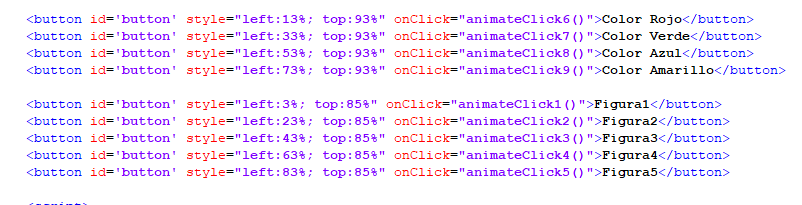 <button id='button' style="left:13%; top:93%" onClick="animateClick6()">Color Rojo</button>
<button id='button' style="left:33%; top:93%" onClick="animateClick7()">Color Verde</button>
<button id='button' style="left:53%; top:93%" onClick="animateClick8()">Color Azul</button>
<button id='button' style="left:73%; top:93%" onClick="animateClick9()">Color Amarillo</button>
<button id='button' style="left:3%; top:85%" onClick="animateClick1()">Figura1</button>
<button id='button' style="left:23%; top:85%" onClick="animateClick2()">Figura2</button>
<button id='button' style="left:43%; top:85%" onClick="animateClick3()">Figura3</button>
<button id='button' style="left:63%; top:85%" onClick="animateClick4()">Figura4</button>
<button id='button' style="left:83%; top:85%" onClick="animateClick5()">Figura5</button>